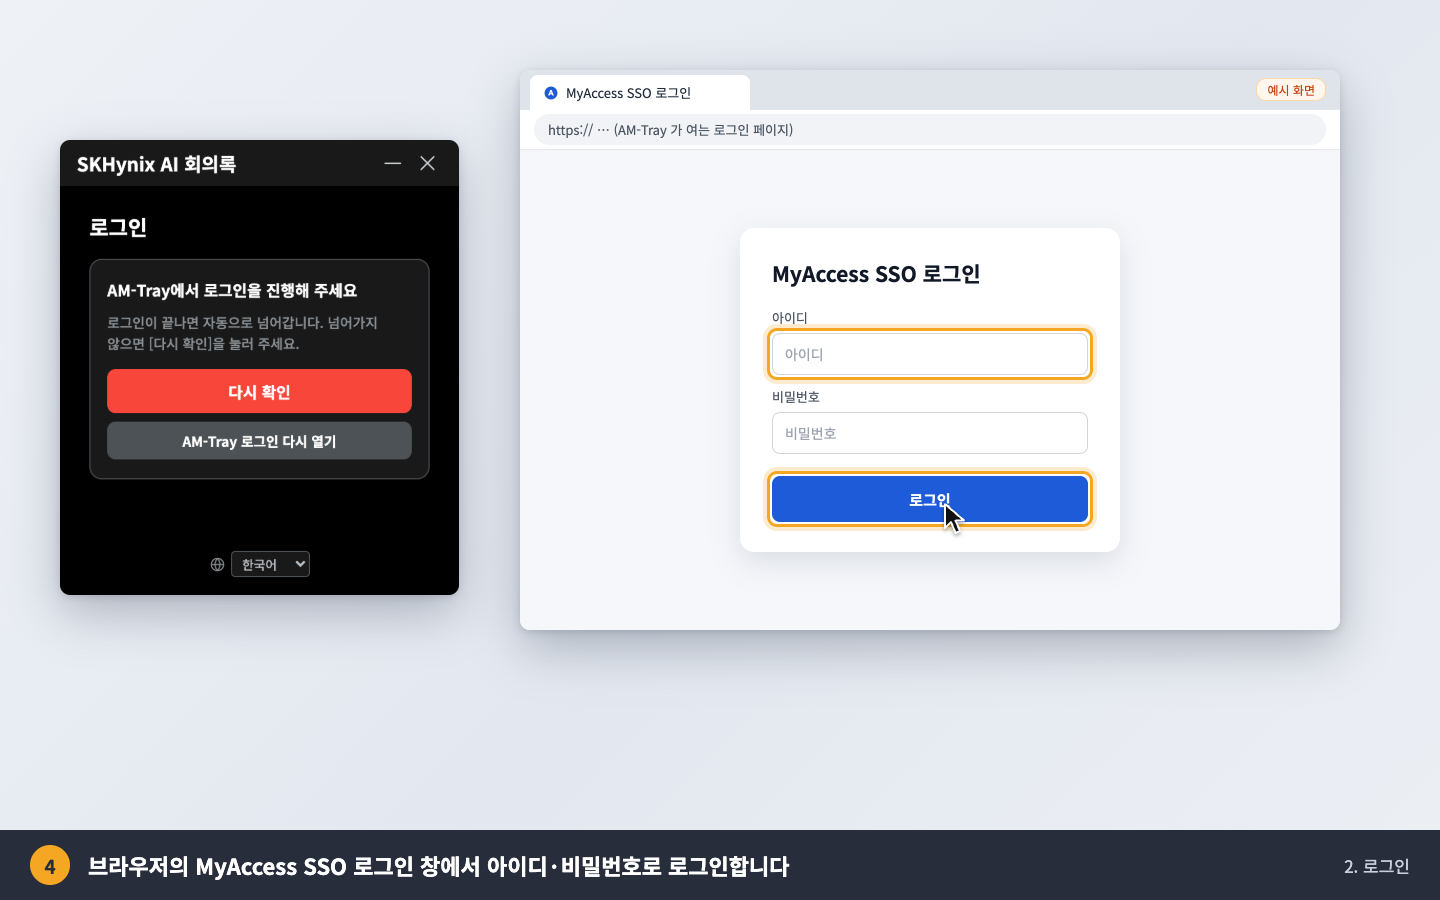 SKHynix AI 회의록
로그인
AM-Tray에서 로그인을 진행해 주세요
로그인이 끝나면 자동으로 넘어갑니다. 넘어가지
않으면 [다시 확인]을 눌러 주세요.
다시 확인
AM-Tray 로그인 다시 열기
한국어
A MyAccess SSO 로그인
예시 화면
https:// ··· (AM-Tray 가 여는 로그인 페이지)
MyAccess SSO 로그인
아이디
아이디
비밀번호
비밀번호
로그인
4 브라우저의 MyAccess SSO 로그인 창에서 아이디·비밀번호로 로그인합니다
2. 로그인